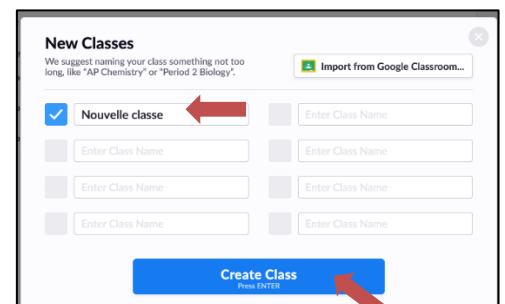 New Classes
We suggest naming your class something not too
long, like "AP Chemistry" or "Period 2 Biology".
Import from Google Classroom...
Nouvelle classe
Enter Class Name
Enter Class Name
Enter Class Name
Enter Class Name
Enter Class Name
Enter Class Name
Enter Class Name
Create Class
Press ENTER